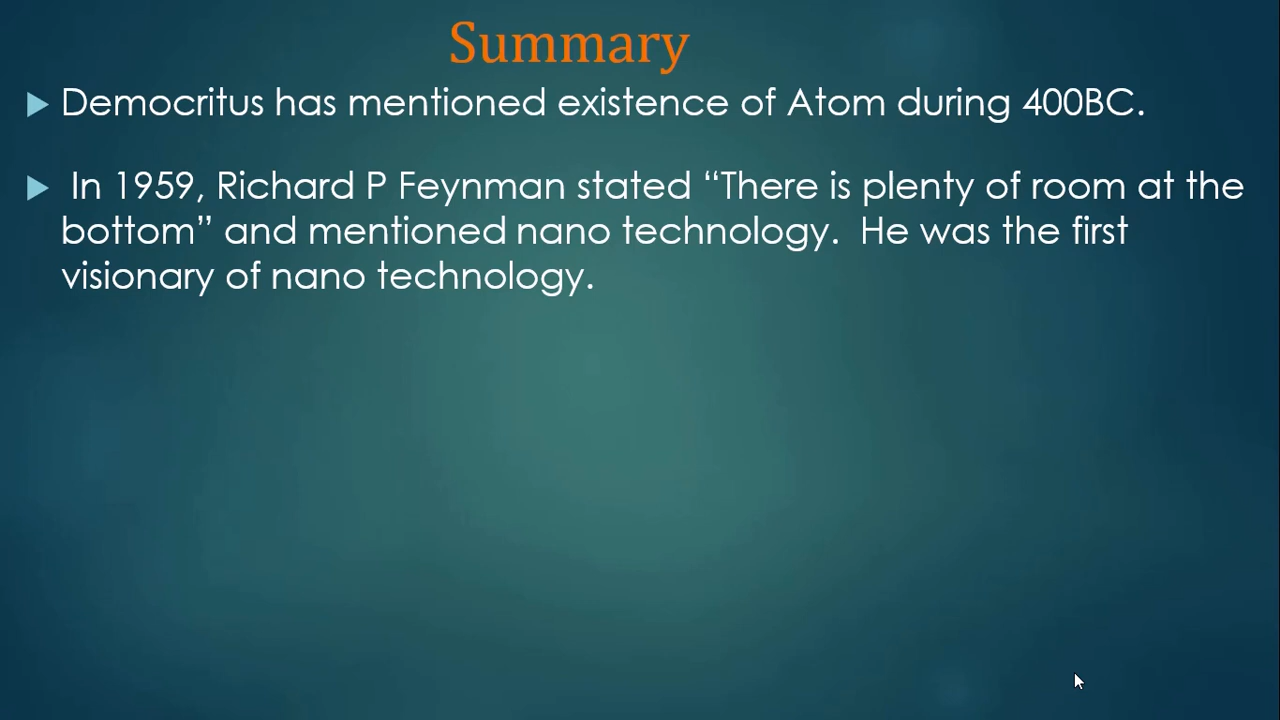 Summary
Democritus has mentioned existence of Atom during 400BC.
In 1959, Richard P Feynman stated “There is plenty of room at the
bottom” and mentioned nano technology.  He was the first
visionary of nano technology.